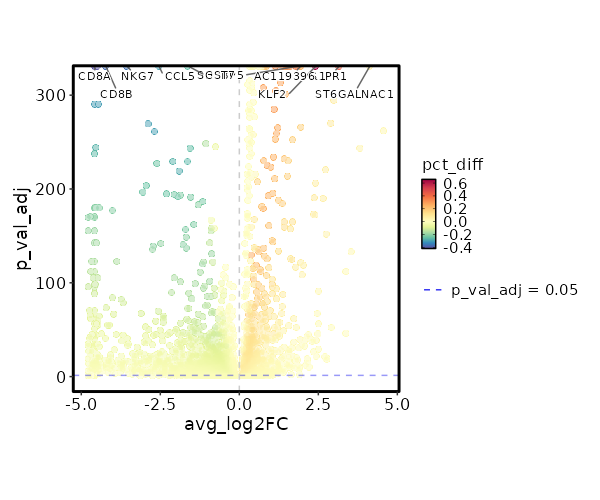 CD8A NKG7 CCL5 AC119396.1
CD8B KLF2 ST6GALNAC1
300
200
100
0
p_val_adj
-5.0 -2.5 0.0 2.5 5.0
avg_log2FC
pct_diff
0.6
0.4
0.2
0.0
-0.2
-0.4
p_val_adj = 0.05